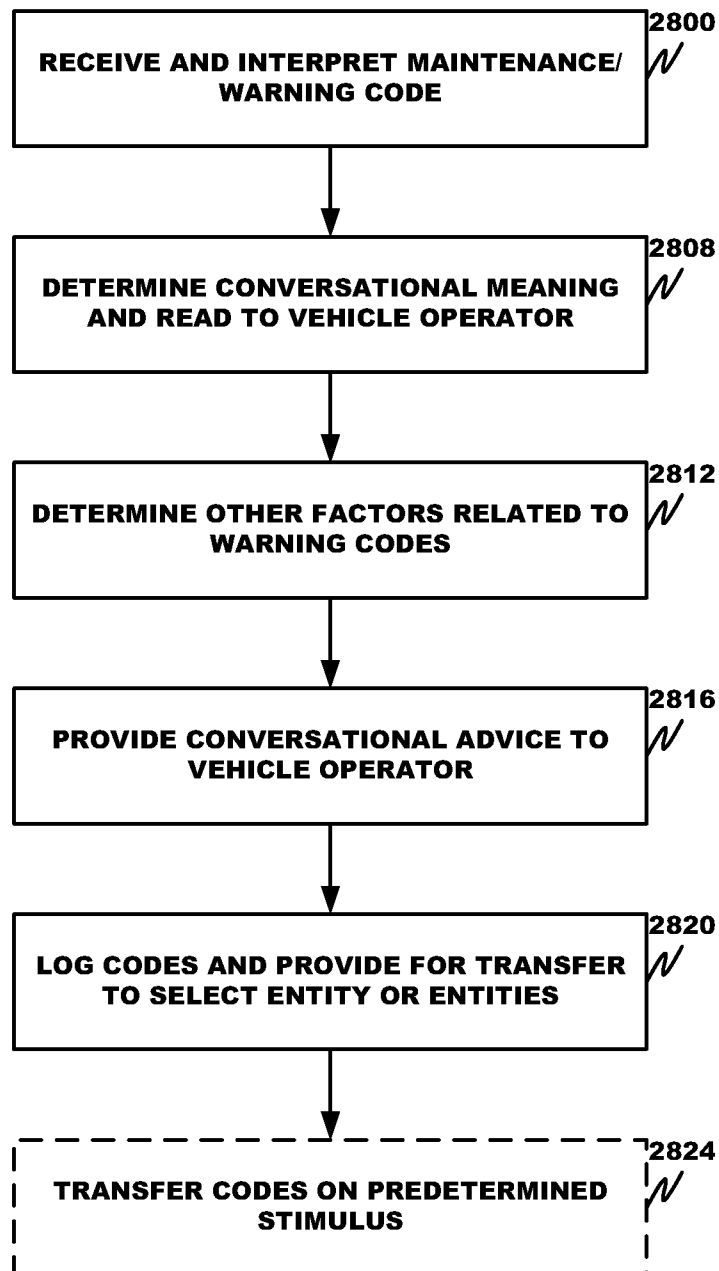 2800
RECEIVE AND INTERPRET MAINTENANCE/
WARNING CODE
2808
DETERMINE CONVERSATIONAL MEANING
AND READ TO VEHICLE OPERATOR
2812
DETERMINE OTHER FACTORS RELATED TO
WARNING CODES
2816
PROVIDE CONVERSATIONAL ADVICE TO
VEHICLE OPERATOR
2820
LOG CODES AND PROVIDE FOR TRANSFER
TO SELECT ENTITY OR ENTITIES
2824
TRANSFER CODES ON PREDETERMINED
STIMULUS